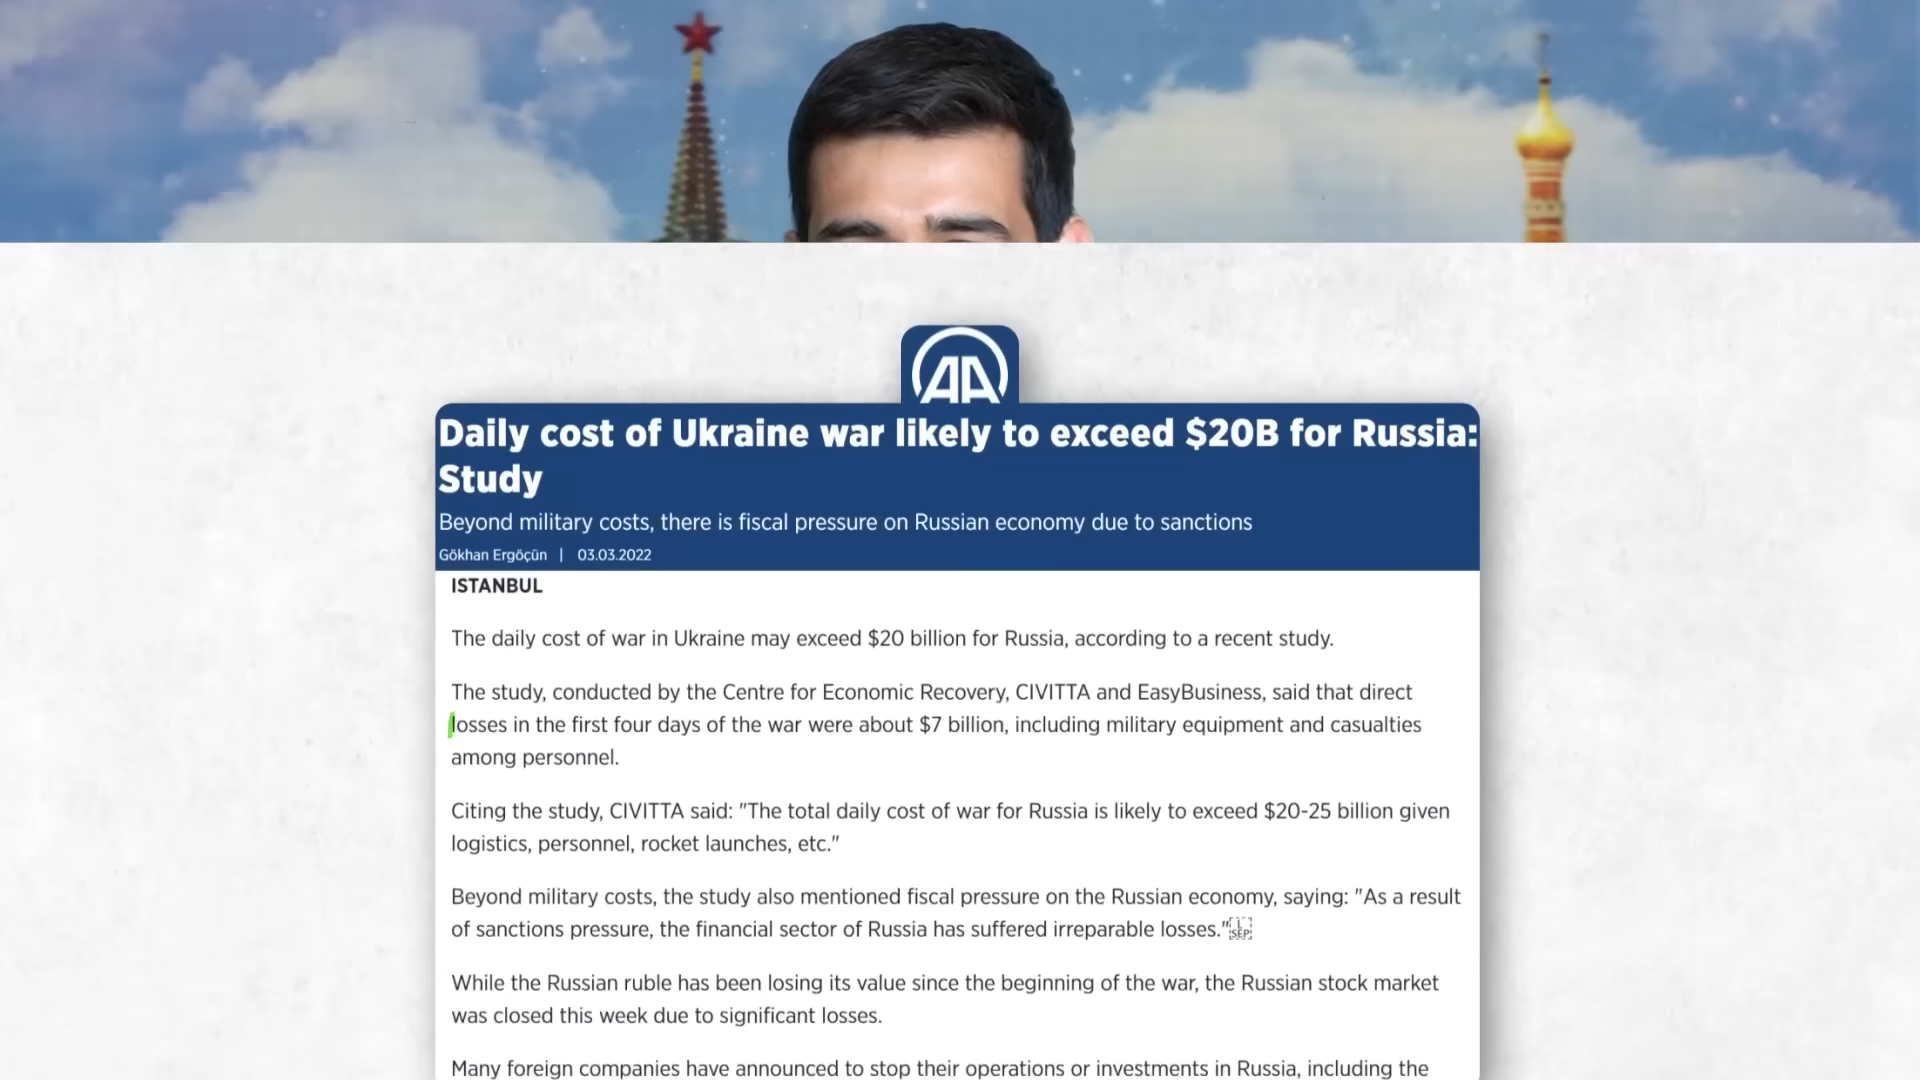 AA
Daily cost of Ukraine war likely to exceed $20B for Russia:
Study
Beyond military costs, there is fiscal pressure on Russian economy due to sanctions
Gökhan Ergöçün | 03.03.2022
ISTANBUL
The daily cost of war in Ukraine may exceed $20 billion for Russia, according to a recent study.
The study, conducted by the Centre for Economic Recovery, CIVITTA and EasyBusiness, said that direct
losses in the first four days of the war were about $7 billion, including military equipment and casualties
among personnel.
Citing the study, CIVITTA said: "The total daily cost of war for Russia is likely to exceed $20-25 billion given
logistics, personnel, rocket launches, etc."
Beyond military costs, the study also mentioned fiscal pressure on the Russian economy, saying: "As a result
of sanctions pressure, the financial sector of Russia has suffered irreparable losses."
While the Russian ruble has been losing its value since the beginning of the war, the Russian stock market
was closed this week due to significant losses.
Many foreign companies have announced to stop their operations or investments in Russia, including the